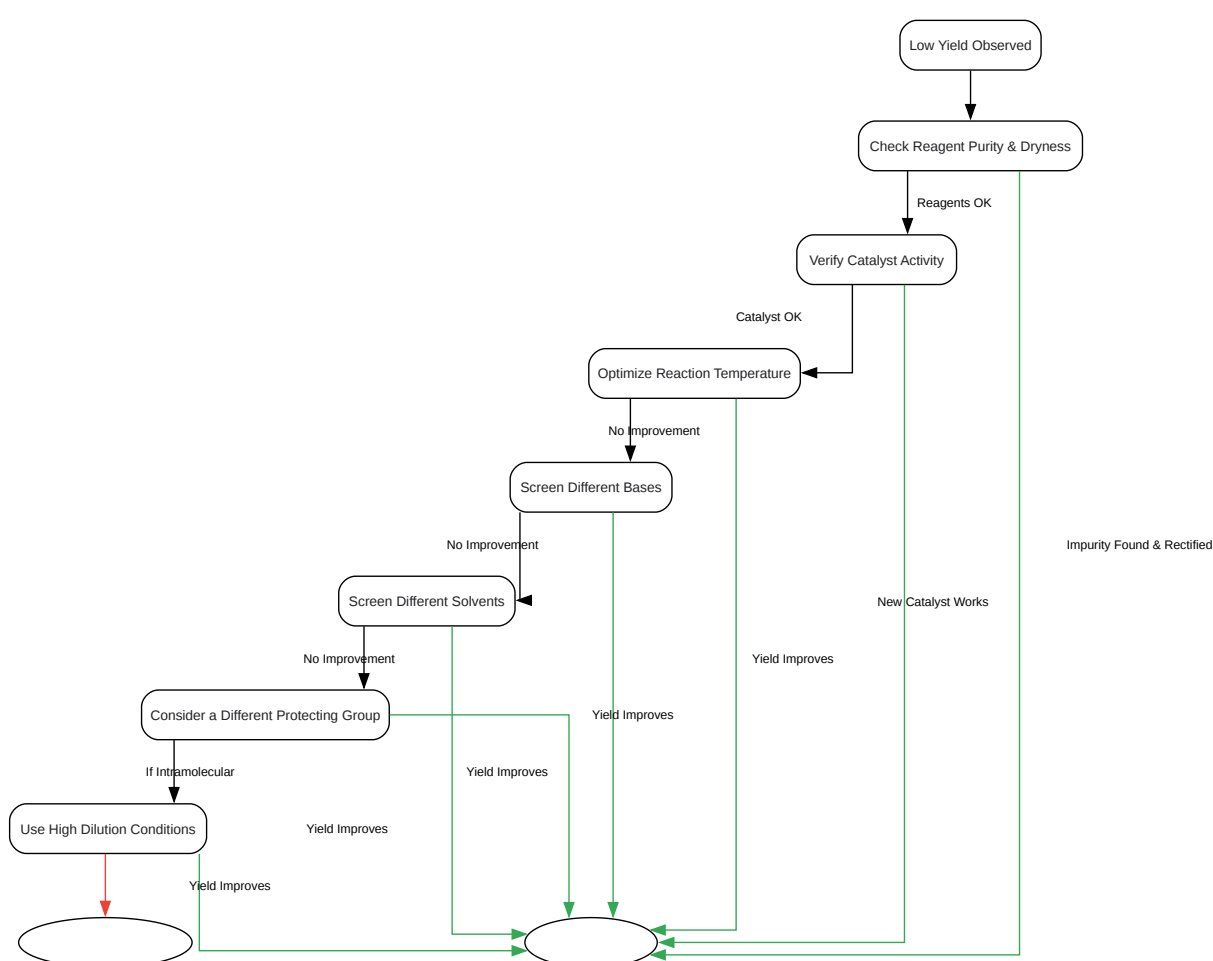 Low Yield Observed
Check Reagent Purity & Dryness
Reagents OK
Verify Catalyst Activity
Catalyst OK
Optimize Reaction Temperature
No Improvement
Screen Different Bases
No Improvement
Impurity Found & Rectified
Screen Different Solvents
New Catalyst Works
No Improvement
Yield Improves
Consider a Different Protecting Group
Yield Improves
If Intramolecular
Yield Improves
Use High Dilution Conditions
Yield Improves
Yield Improves